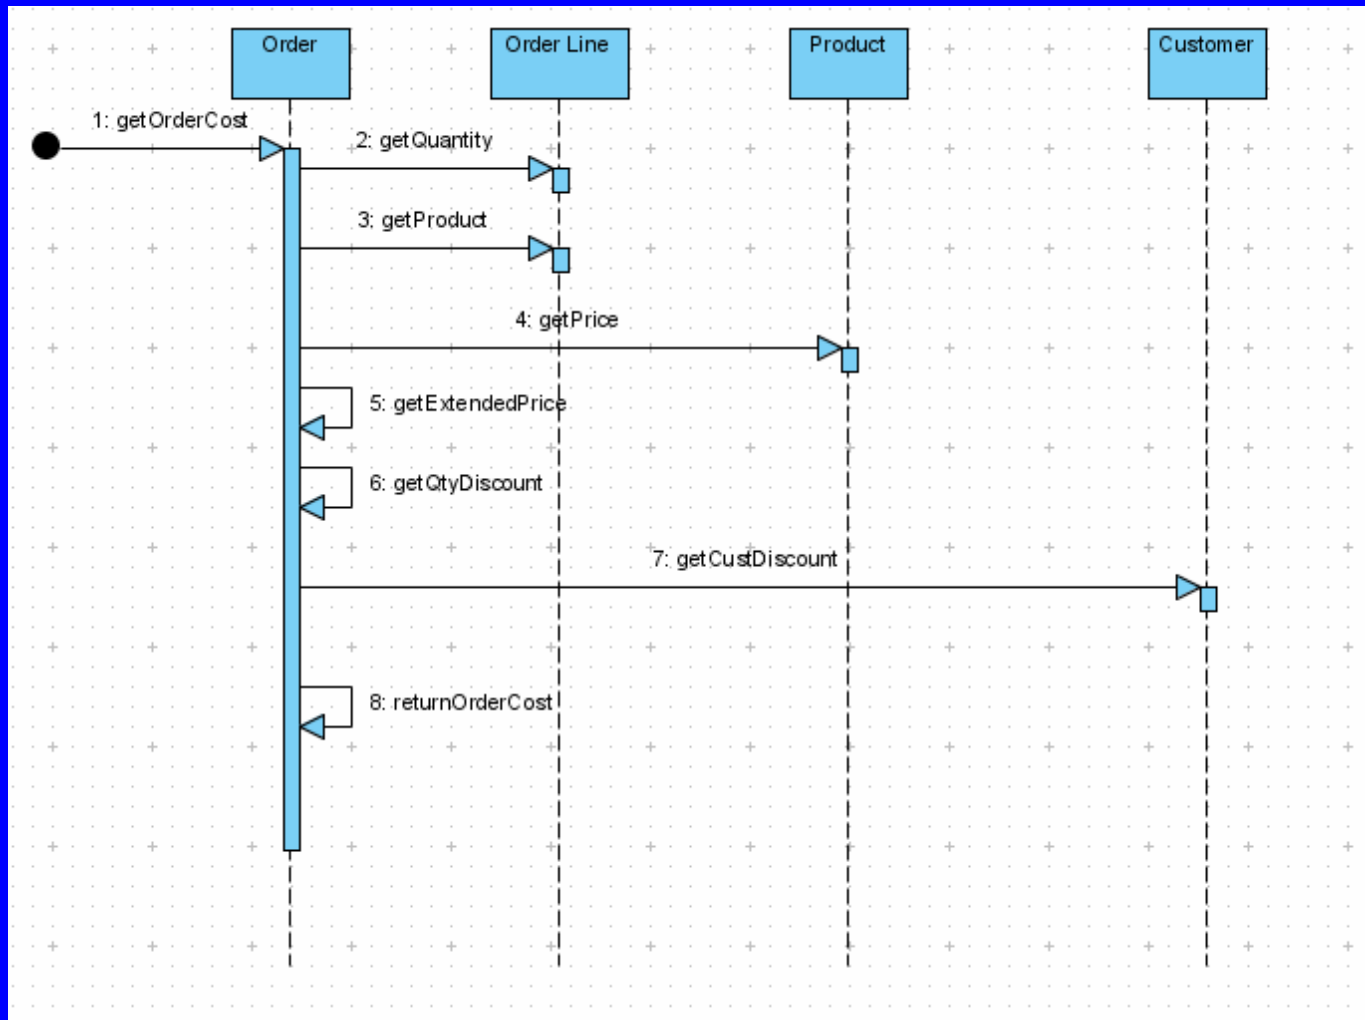 Order
Order Line
Product
Customer
1: getOrderCost
2: getQuantity
3: getProduct
4: getPrice
5: getExtendedPrice
6: getQtyDiscount
7: getCustDiscount
8: returnOrderCost